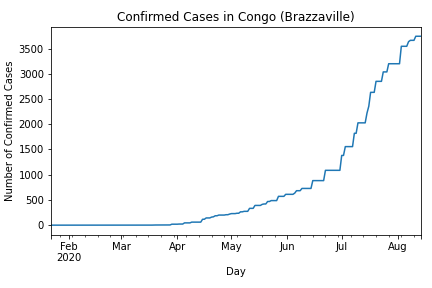 Confirmed Cases in Congo (Brazzaville)
Number of Confirmed Cases
3500
3000
2500
2000
1500
1000
500
0
Feb Mar Apr May Jun Jul Aug
2020
Day